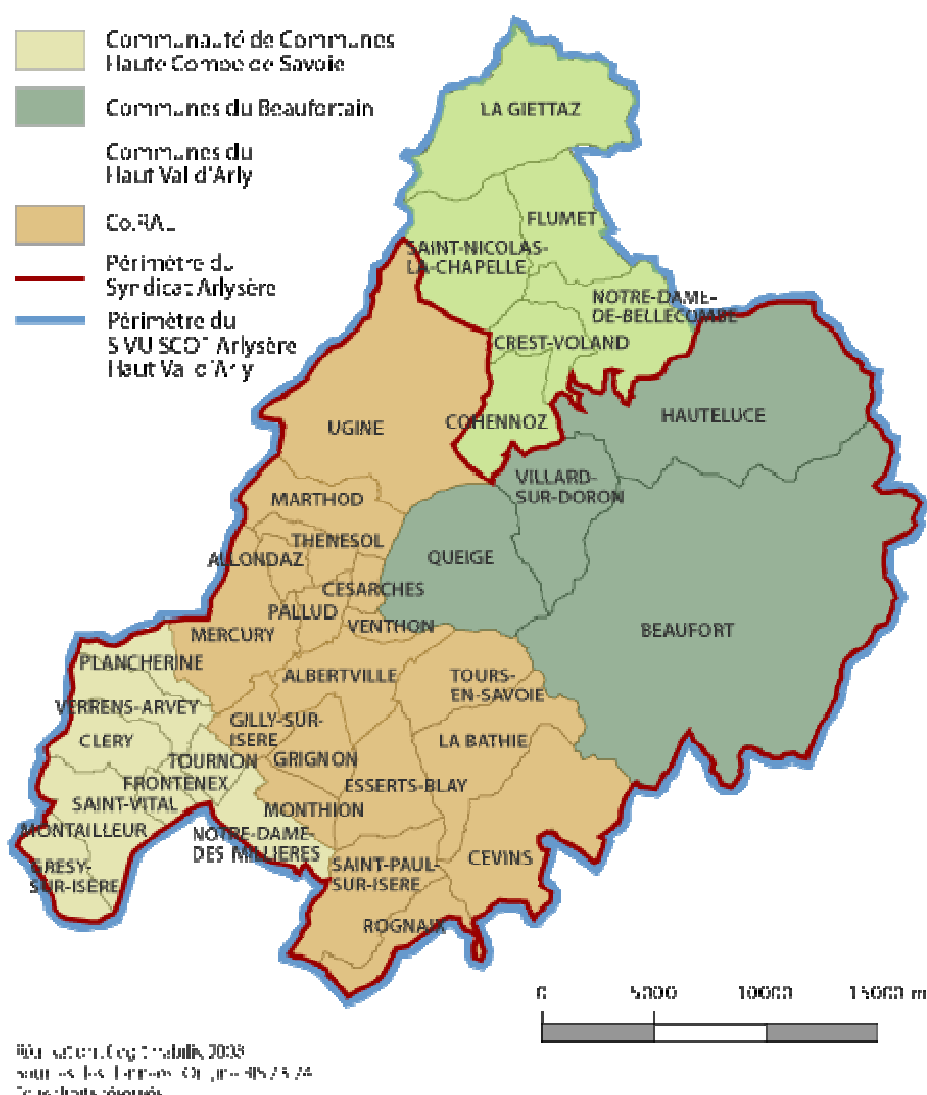 Communauté de Communes
Haute Combe de Savoie
Communes du Beaufortain
Communes du
Haut Val d'Arly
Co.RAL
Périmètre du
Syndicat Arlysère
Périmètre du
SIVU SCOT Arlysère
Haut Val d'Arly
LA GIETTAZ
FLUMET
SAINT-NICOLAS-
LA-CHAPELLE
NOTRE-DAME-
DE-BELLECOMBE
CREST-VOLAND
COHENNOZ
HAUTELUCE
UGINE
VILLARD-
SUR-DORON
MARTHOD
THENESOL
ALLONDAZ
QUEIGE
CESARCHES
PALLUD
VENTHON
MERCURY
BEAUFORT
PLANCHERINE
ALBERTVILLE
TOURS-
EN-SAVOIE
VERRENS-ARVEY
GILLY-SUR-
ISERE
CLERY
LA BATHIE
TOURNON
GRIGNON
FRONTENEX
ESSERTS-BLAY
SAINT-VITAL
MONTHION
MONTAILLEUR
NOTRE-DAME-
DES MILLIERES
GRESY-
SUR-ISERE
SAINT-PAUL-
SUR-ISERE
CEVINS
ROGNAIX
0 5000 10000 15000 m